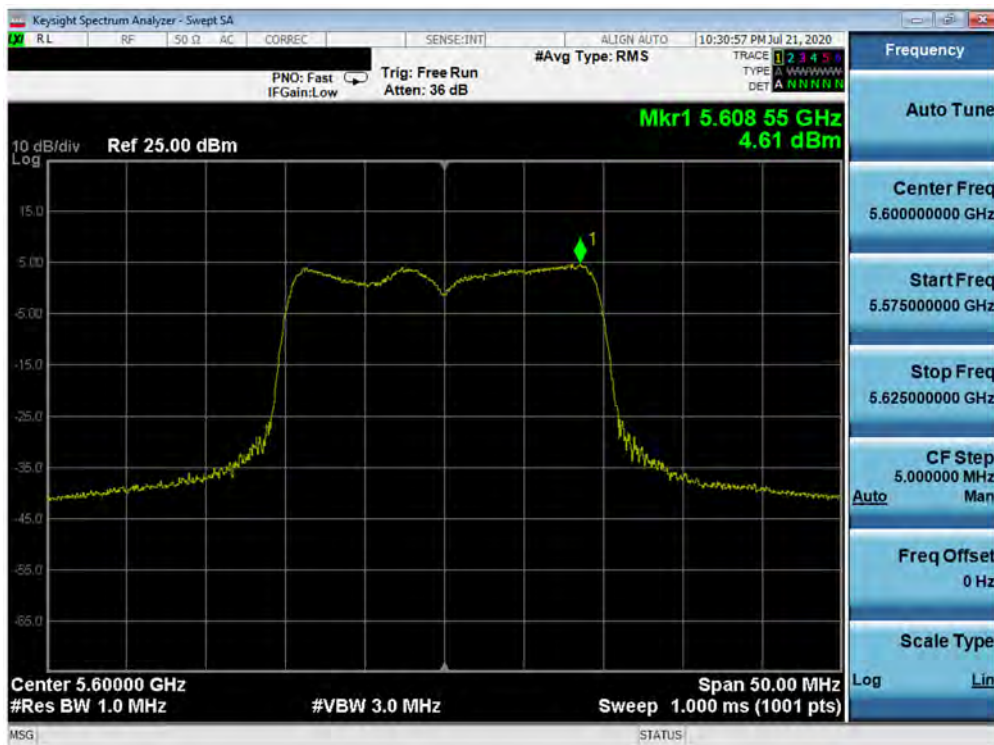 Keysight Spectrum Analyzer - Swept SA
LXI RL RF 50 Ω AC CORREC SENSE:INT ALIGN AUTO 10:30:57 PM Jul 21, 2020
PNO: Fast
IFGain:Low
Trig: Free Run
Atten: 36 dB
#Avg Type: RMS
TRACE 1 2 3 4 5 6
TYPE A WWWWW
DET A N N N N N
Mkr1 5.608 55 GHz
4.61 dBm
10 dB/div Ref 25.00 dBm
Log
15.0
5.00
-5.00
-15.0
-25.0
-35.0
-45.0
-55.0
-65.0
1
Center 5.60000 GHz Span 50.00 MHz
#Res BW 1.0 MHz #VBW 3.0 MHz Sweep 1.000 ms (1001 pts)
MSG STATUS
Frequency
Auto Tune
Center Freq
5.600000000 GHz
Start Freq
5.575000000 GHz
Stop Freq
5.625000000 GHz
CF Step
5.000000 MHz
Auto Man
Freq Offset
0 Hz
Scale Type
Log Lin